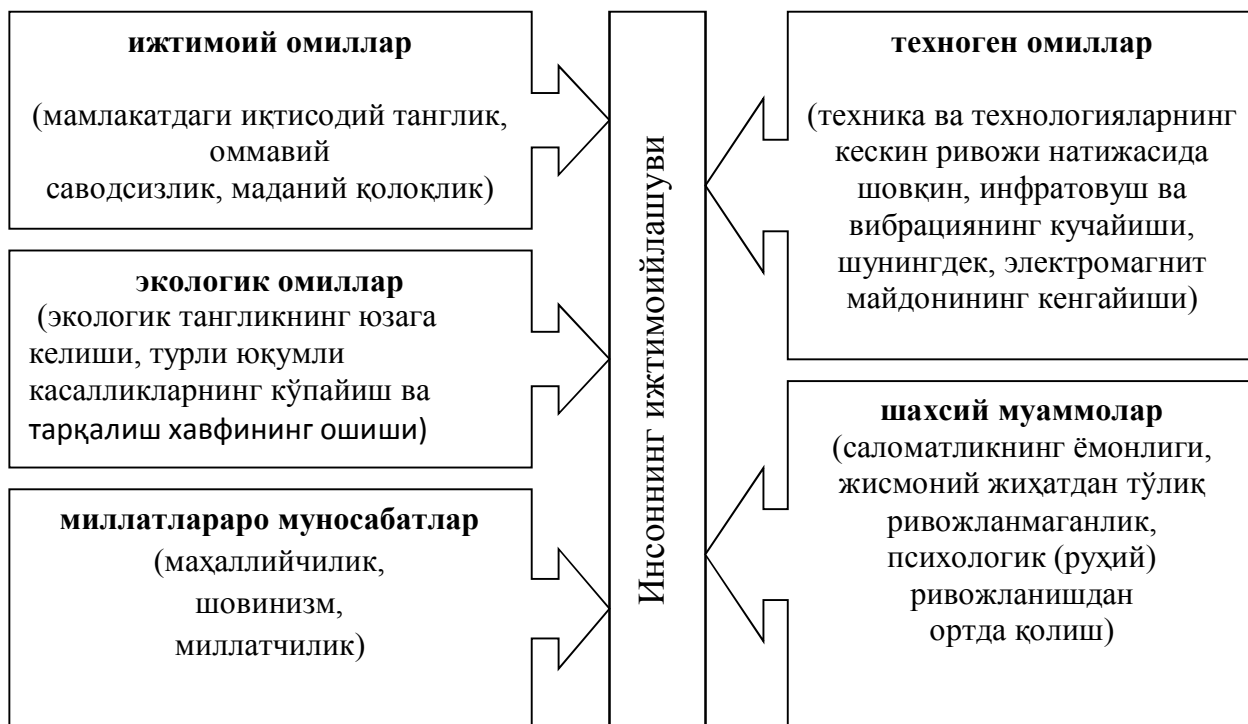 ижтимоий омиллар
(мамлакатдаги иқтисодий танглик,
оммавий
саводсизлик, маданий қолоқлик)
экологик омиллар
(экологик тангликнинг юзага
келиши, турли юқумли
касалликларнинг кўпайиш ва
тарқалиш хавфининг ошиши)
миллатлараро муносабатлар
(маҳаллийчилик,
шовинизм,
миллатчилик)
Инсоннинг ижтимоийлашуви
техноген омиллар
(техника ва технологияларнинг
кескин ривожи натижасида
шовқин, инфратовуш ва
вибрациянинг кучайиши,
шунингдек, электромагнит
майдонининг кенгайиши)
шахсий муаммолар
(саломатликнинг ёмонлиги,
жисмоний жиҳатдан тўлиқ
ривожланмаганлик,
психологик (руҳий)
ривожланишдан
ортда қолиш)